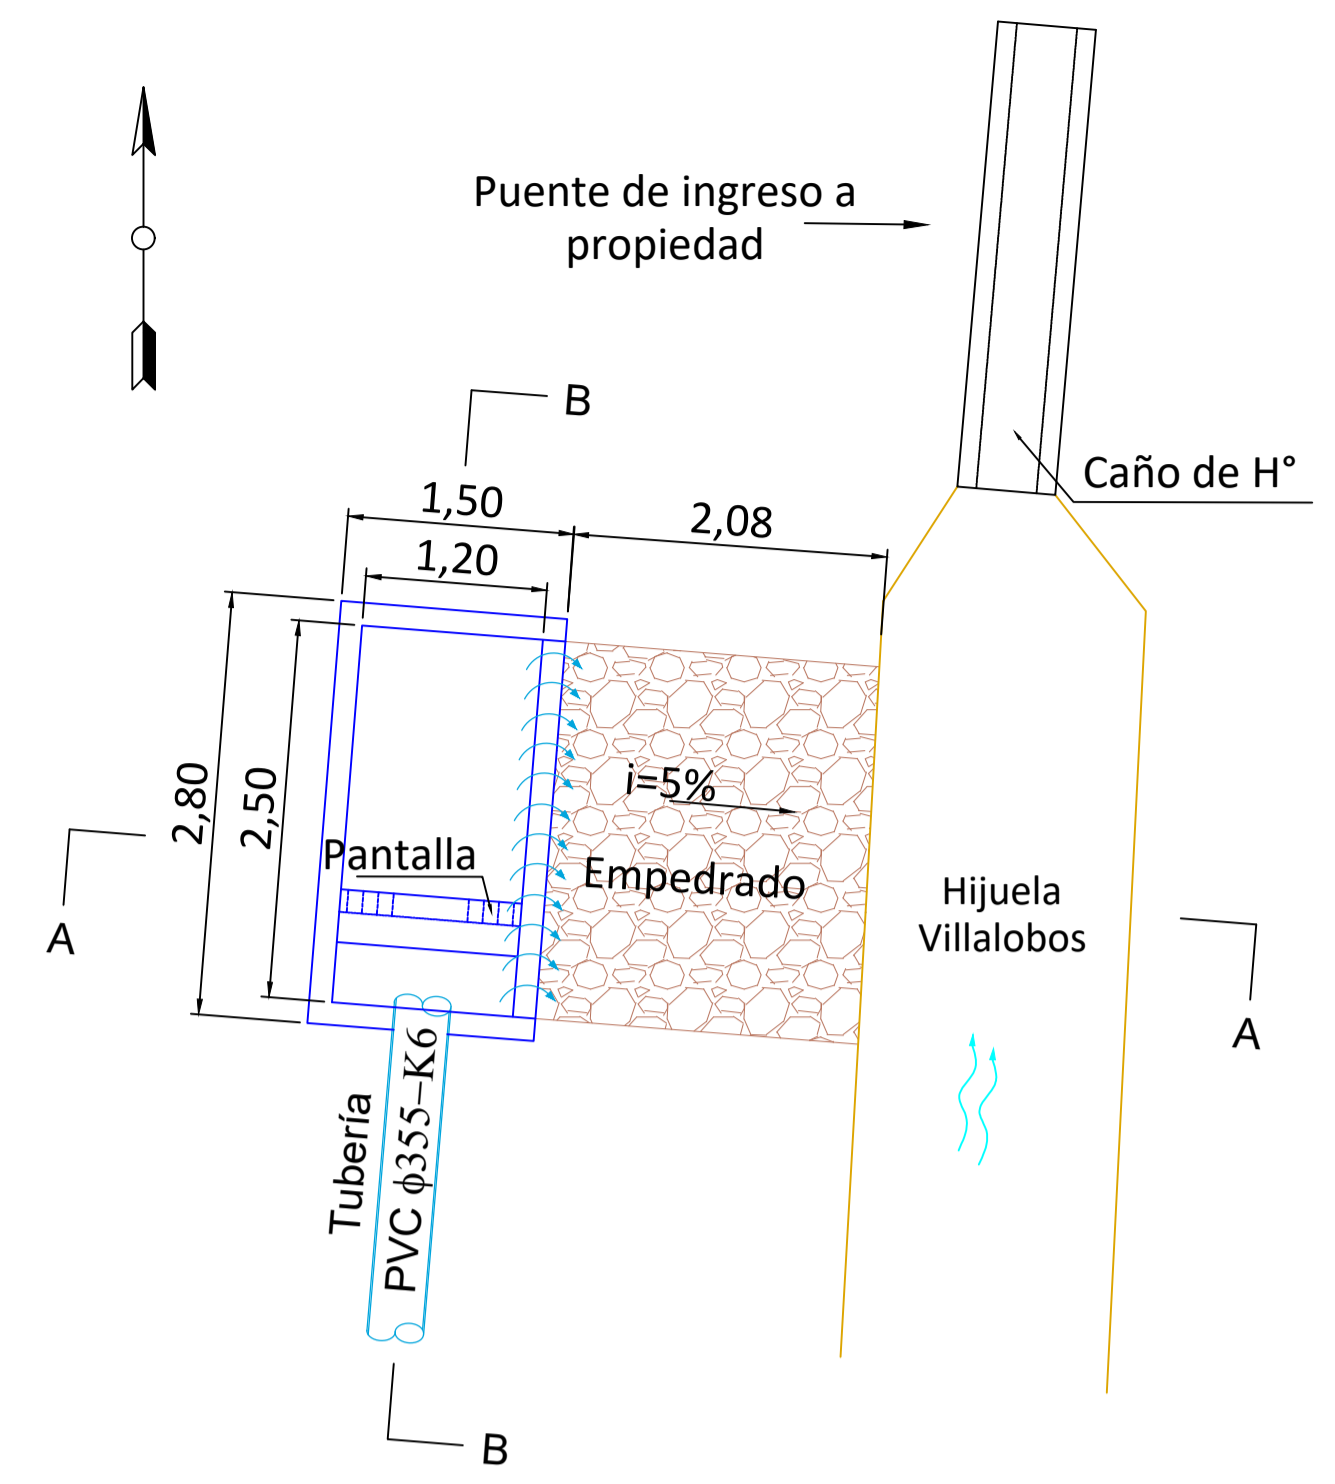 Puente de ingreso a
propiedad
B
Caño de H°
1,50
2,08
1,20
2,80
2,50
i=5%
Pantalla
Empedrado
Hijuela
Villalobos
A
A
Tubería
PVC ϕ355–K6
B